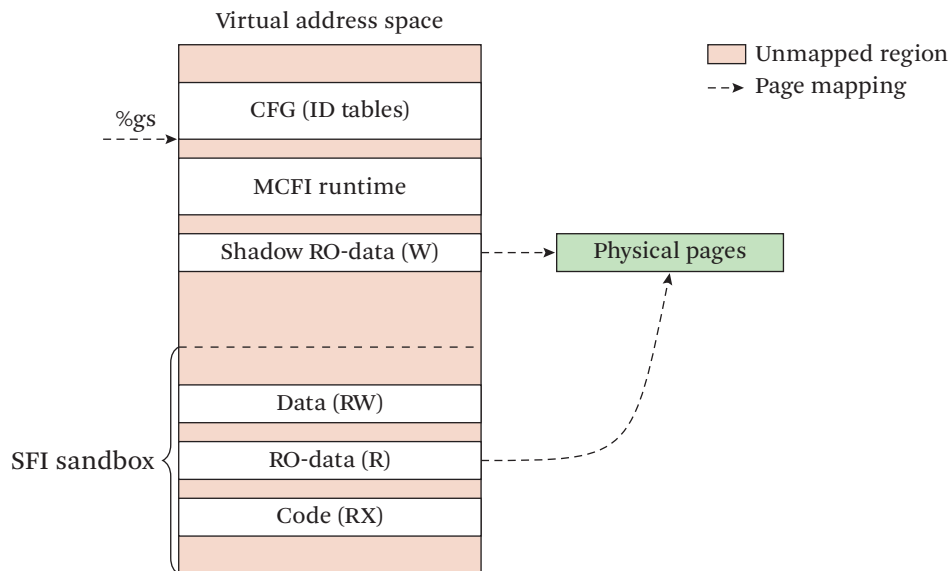 Virtual address space
Unmapped region
Page mapping
CFG (ID tables)
%gs
MCFI runtime
Shadow RO-data (W)
Physical pages
Data (RW)
SFI sandbox
RO-data (R)
Code (RX)